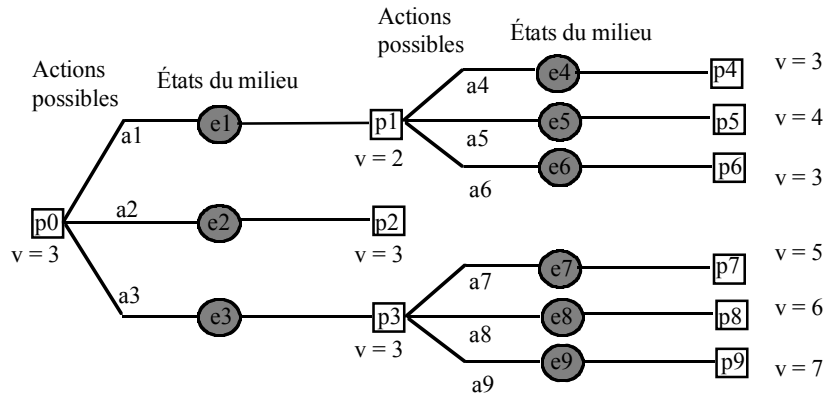 Actions
possibles
États du milieu
Actions
possibles
États du milieu
a4
e4
p4
v = 3
a1
e1
p1
v = 2
a5
e5
p5
v = 4
a6
e6
p6
v = 3
p0
v = 3
a2
e2
p2
v = 3
a7
e7
p7
v = 5
a3
e3
p3
v = 3
a8
e8
p8
v = 6
a9
e9
p9
v = 7